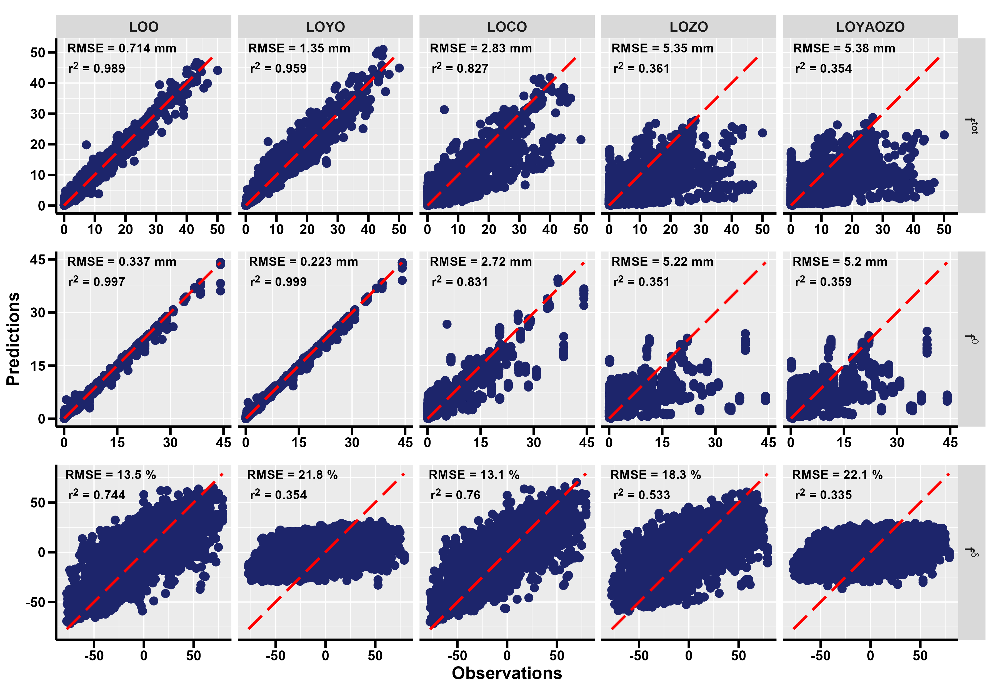 LOO LOYO LOCO LOZO LOYAOZO
RMSE = 0.714 mm RMSE = 1.35 mm RMSE = 2.83 mm RMSE = 5.35 mm RMSE = 5.38 mm
r² = 0.989 r² = 0.959 r² = 0.827 r² = 0.361 r² = 0.354
50
40
30
20
10
0
f^tot
0 10 20 30 40 50 0 10 20 30 40 50 0 10 20 30 40 50 0 10 20 30 40 50 0 10 20 30 40 50
RMSE = 0.337 mm RMSE = 0.223 mm RMSE = 2.72 mm RMSE = 5.22 mm RMSE = 5.2 mm
r² = 0.997 r² = 0.999 r² = 0.831 r² = 0.351 r² = 0.359
45
30
15
0
f⁰
Predictions
0 15 30 45 0 15 30 45 0 15 30 45 0 15 30 45 0 15 30 45
RMSE = 13.5 % RMSE = 21.8 % RMSE = 13.1 % RMSE = 18.3 % RMSE = 22.1 %
r² = 0.744 r² = 0.354 r² = 0.76 r² = 0.533 r² = 0.335
50
0
-50
f^δ
-50 0 50 -50 0 50 -50 0 50 -50 0 50 -50 0 50
Observations